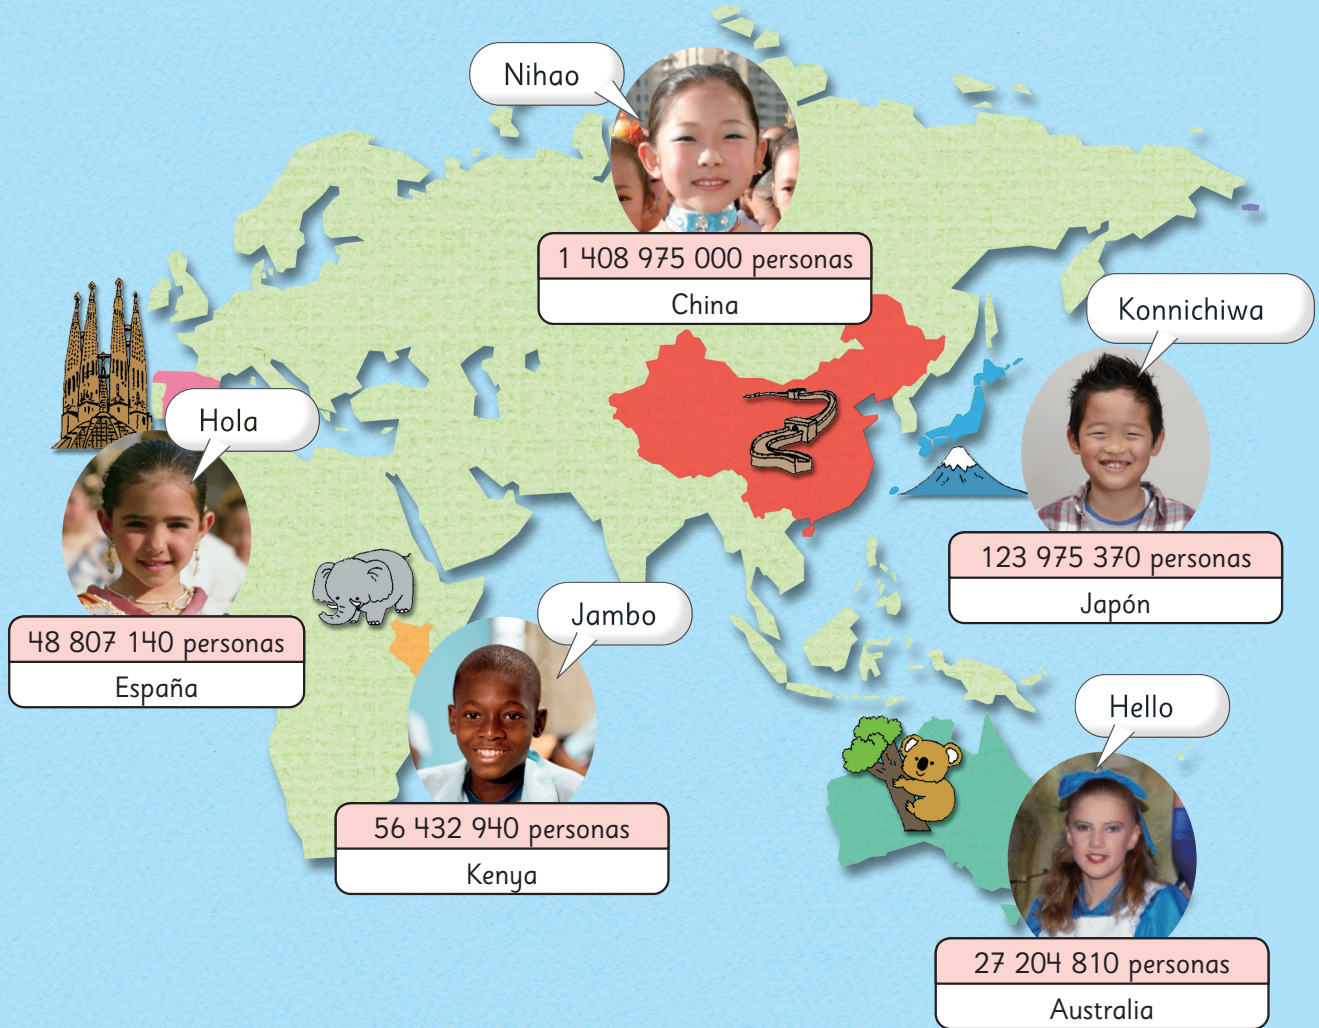 Nihao
1 408 975 000 personas
China
Konnichiwa
123 975 370 personas
Japón
Hola
48 807 140 personas
España
Jambo
56 432 940 personas
Kenya
Hello
27 204 810 personas
Australia